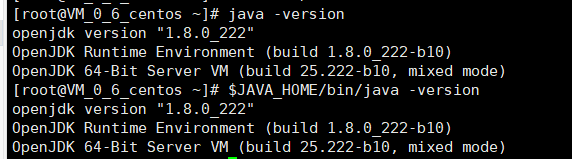 [root@VM_0_6_centos ~]# java -version
openjdk version "1.8.0_222"
OpenJDK Runtime Environment (build 1.8.0_222-b10)
OpenJDK 64-Bit Server VM (build 25.222-b10, mixed mode)
[root@VM_0_6_centos ~]# $JAVA_HOME/bin/java -version
openjdk version "1.8.0_222"
OpenJDK Runtime Environment (build 1.8.0_222-b10)
OpenJDK 64-Bit Server VM (build 25.222-b10, mixed mode)